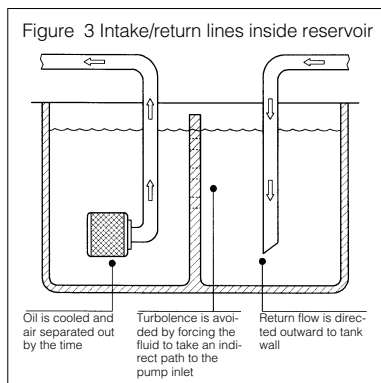 Figure 3 Intake/return lines inside reservoir
Oil is cooled and
air separated out
by the time
Turbolence is avoi-
ded by forcing the
fluid to take an indi-
rect path to the
pump inlet
Return flow is direc-
ted outward to tank
wall